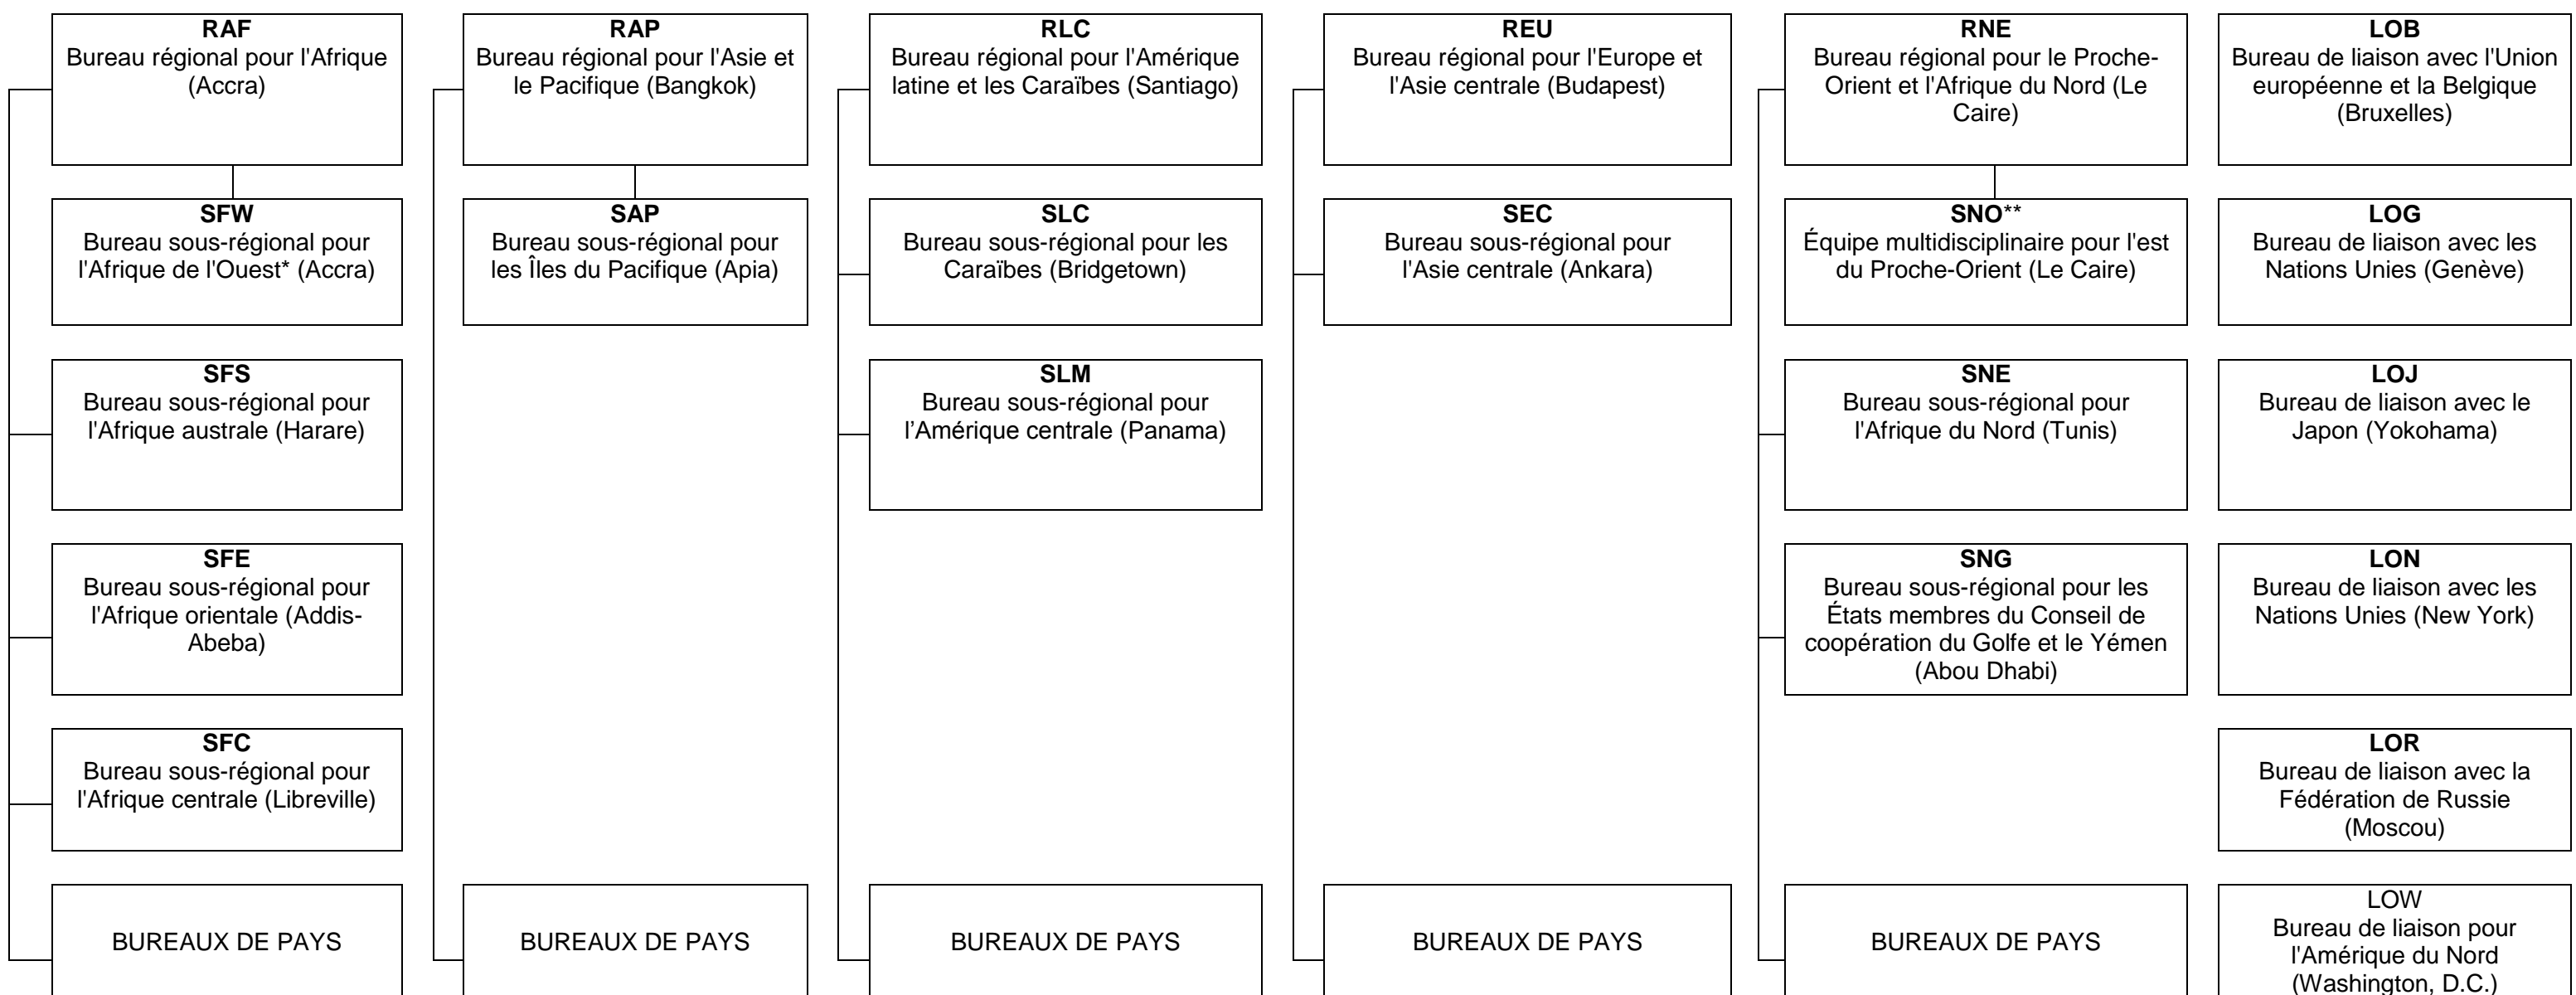 RAF
Bureau régional pour l'Afrique
(Accra)
SFW
Bureau sous-régional pour
l'Afrique de l'Ouest* (Accra)
SFS
Bureau sous-régional pour
l'Afrique australe (Harare)
SFE
Bureau sous-régional pour
l'Afrique orientale (Addis-
Abeba)
SFC
Bureau sous-régional pour
l'Afrique centrale (Libreville)
BUREAUX DE PAYS
RAP
Bureau régional pour l'Asie et
le Pacifique (Bangkok)
SAP
Bureau sous-régional pour
les Îles du Pacifique (Apia)
BUREAUX DE PAYS
RLC
Bureau régional pour l'Amérique
latine et les Caraïbes (Santiago)
SLC
Bureau sous-régional pour les
Caraïbes (Bridgetown)
SLM
Bureau sous-régional pour
l’Amérique centrale (Panama)
BUREAUX DE PAYS
REU
Bureau régional pour l'Europe et
l'Asie centrale (Budapest)
SEC
Bureau sous-régional pour
l'Asie centrale (Ankara)
BUREAUX DE PAYS
RNE
Bureau régional pour le Proche-
Orient et l'Afrique du Nord (Le
Caire)
SNO**
Équipe multidisciplinaire pour l'est
du Proche-Orient (Le Caire)
SNE
Bureau sous-régional pour
l'Afrique du Nord (Tunis)
SNG
Bureau sous-régional pour les
États membres du Conseil de
coopération du Golfe et le Yémen
(Abou Dhabi)
BUREAUX DE PAYS
LOB
Bureau de liaison avec l'Union
européenne et la Belgique
(Bruxelles)
LOG
Bureau de liaison avec les
Nations Unies (Genève)
LOJ
Bureau de liaison avec le
Japon (Yokohama)
LON
Bureau de liaison avec les
Nations Unies (New York)
LOR
Bureau de liaison avec la
Fédération de Russie
(Moscou)
LOW
Bureau de liaison pour
l'Amérique du Nord
(Washington, D.C.)